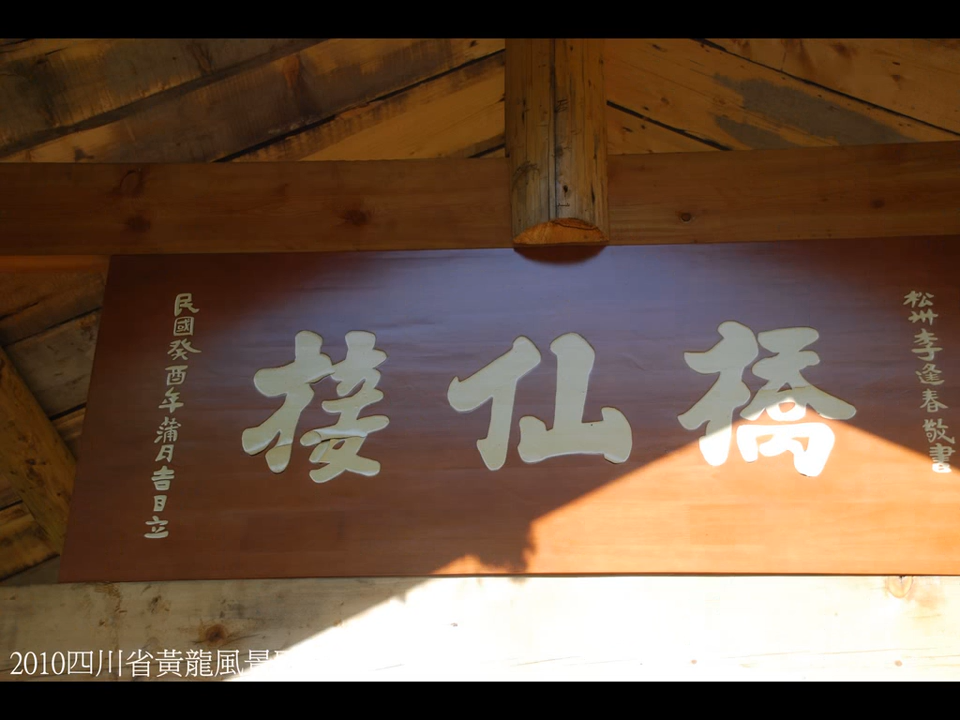 民國癸酉年蒲月吉日立
接仙橋
松州李逢春敬書
2010四川省黃龍風景